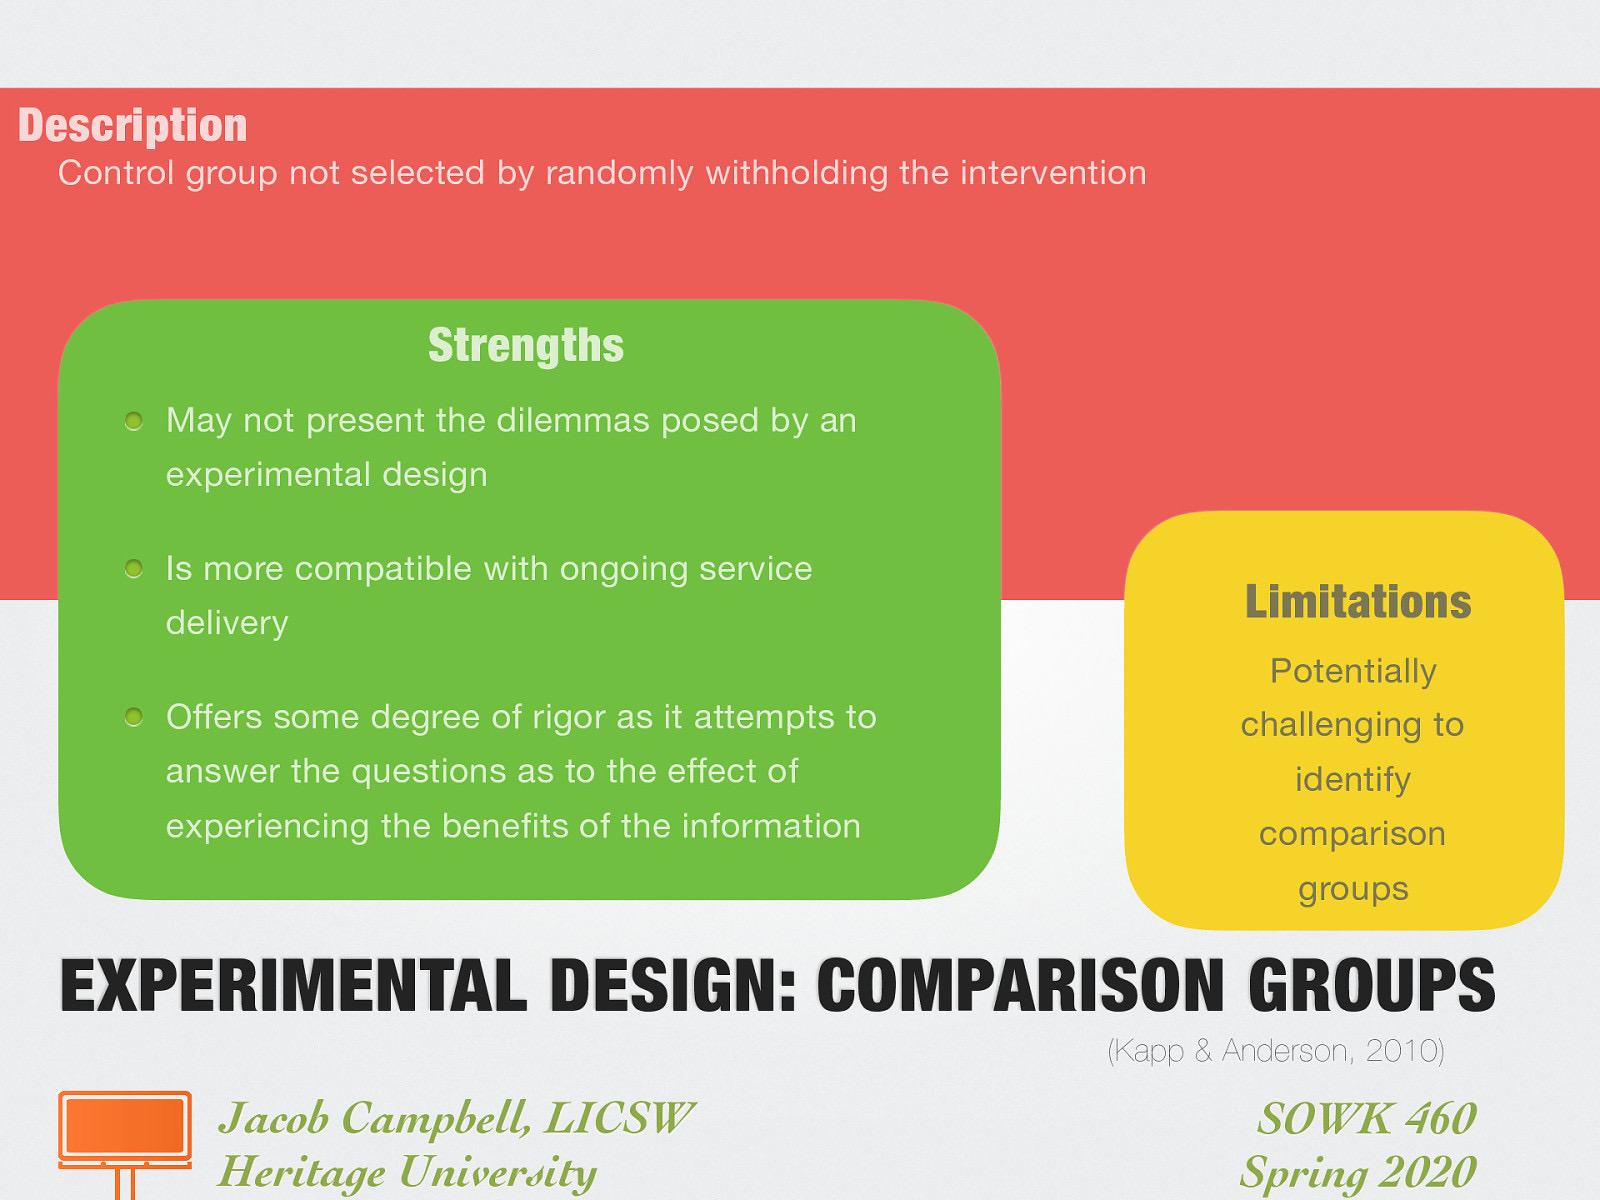 Description
Control group not selected by randomly withholding the intervention
Strengths
May not present the dilemmas posed by an
experimental design
Is more compatible with ongoing service
delivery
Offers some degree of rigor as it attempts to
answer the questions as to the effect of
experiencing the benefits of the information
Limitations
Potentially
challenging to
identify
comparison
groups
EXPERIMENTAL DESIGN: COMPARISON GROUPS
(Kapp & Anderson, 2010)
Jacob Campbell, LICSW
Heritage University
SOWK 460
Spring 2020